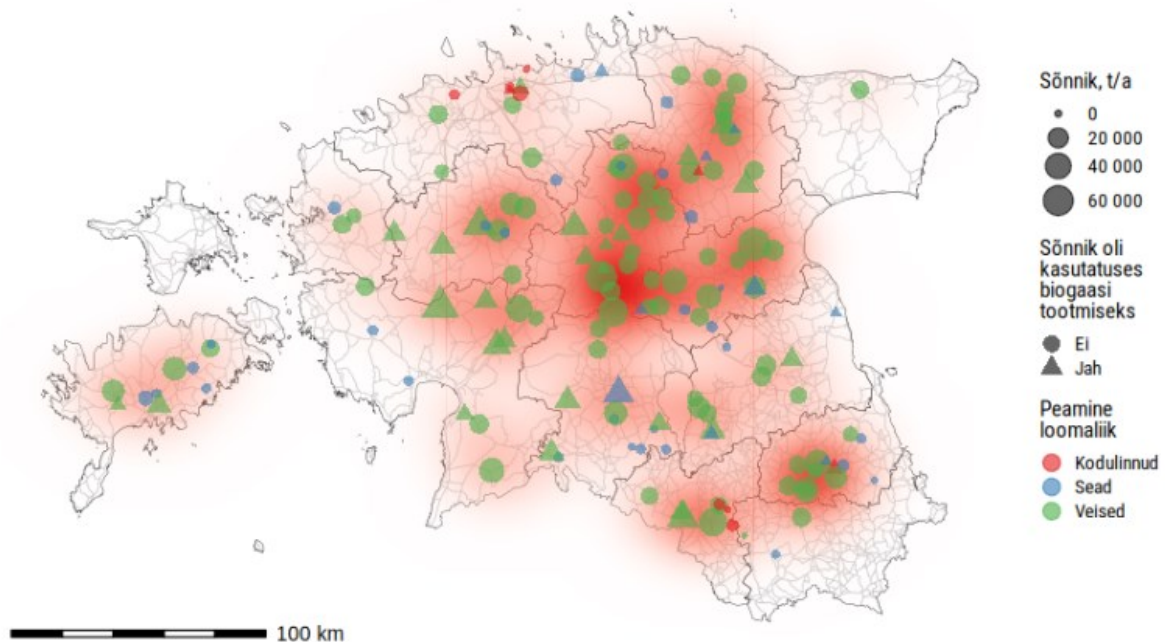 Sõnnik, t/a
0
20 000
40 000
60 000
Sõnnik oli
kasutatuses
biogaasi
tootmiseks
Ei
Jah
Peamine
loomaliik
Kodulinnud
Sead
Veised
100 km